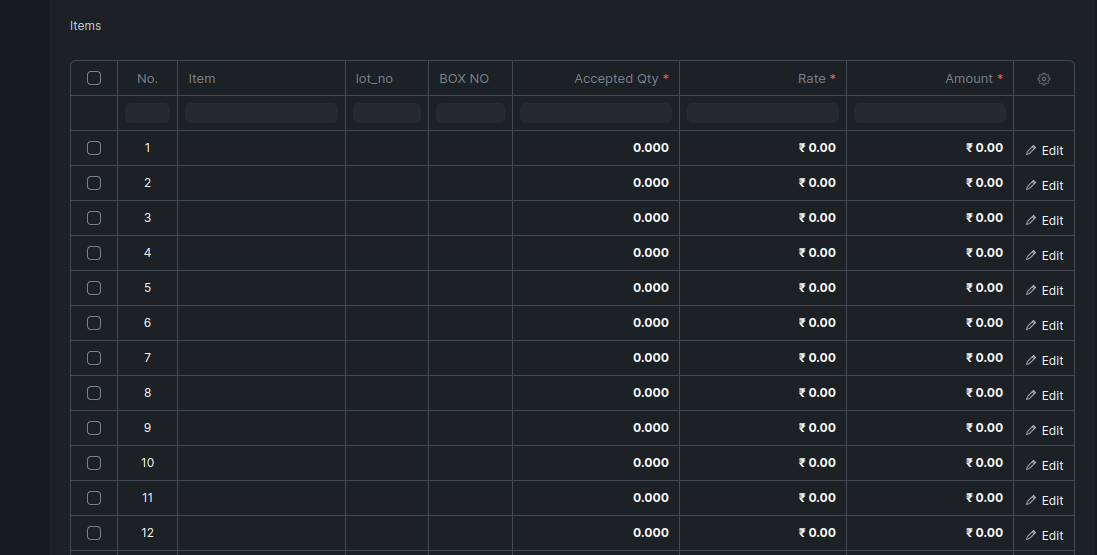 Items
No. Item lot_no BOX NO Accepted Qty * Rate * Amount *
1 0.000 ₹ 0.00 ₹ 0.00 Edit
2 0.000 ₹ 0.00 ₹ 0.00 Edit
3 0.000 ₹ 0.00 ₹ 0.00 Edit
4 0.000 ₹ 0.00 ₹ 0.00 Edit
5 0.000 ₹ 0.00 ₹ 0.00 Edit
6 0.000 ₹ 0.00 ₹ 0.00 Edit
7 0.000 ₹ 0.00 ₹ 0.00 Edit
8 0.000 ₹ 0.00 ₹ 0.00 Edit
9 0.000 ₹ 0.00 ₹ 0.00 Edit
10 0.000 ₹ 0.00 ₹ 0.00 Edit
11 0.000 ₹ 0.00 ₹ 0.00 Edit
12 0.000 ₹ 0.00 ₹ 0.00 Edit